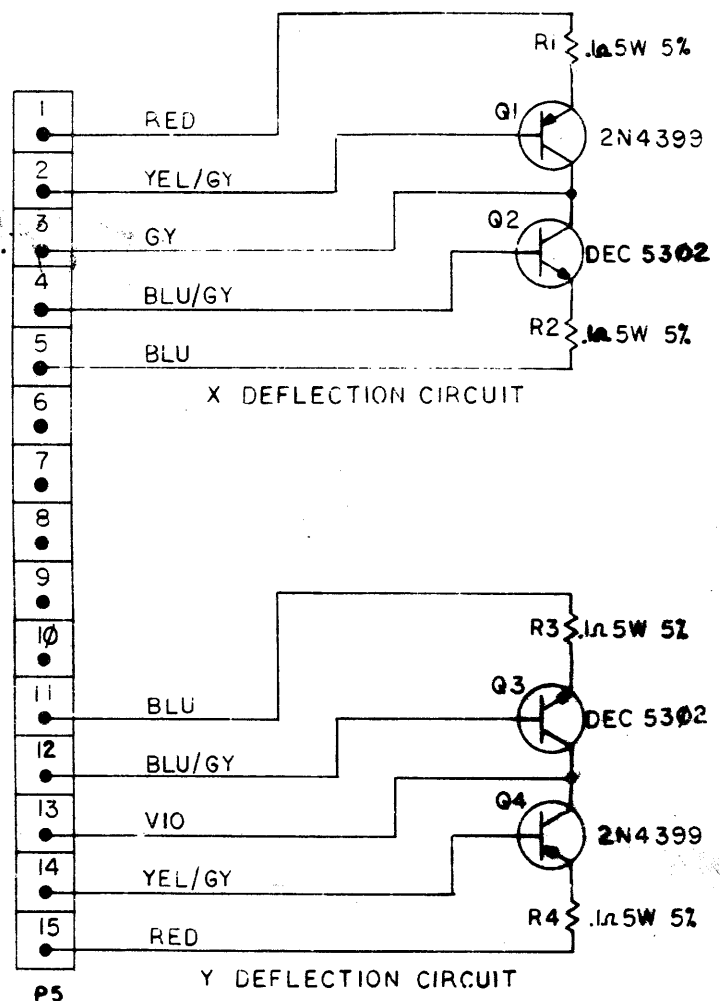 R1 .1Ω 5W 5%
1
RED
Q1
2N4399
2
YEL/GY
3
GY
Q2
DEC 53Ø2
4
BLU/GY
5
BLU
R2 .1Ω 5W 5%
X DEFLECTION CIRCUIT
6
7
8
9
1Ø
R3 .1Ω 5W 5%
11
BLU
Q3
DEC 53Ø2
12
BLU/GY
13
VIO
Q4
2N4399
14
YEL/GY
R4 .1Ω 5W 5%
15
RED
Y DEFLECTION CIRCUIT
P5